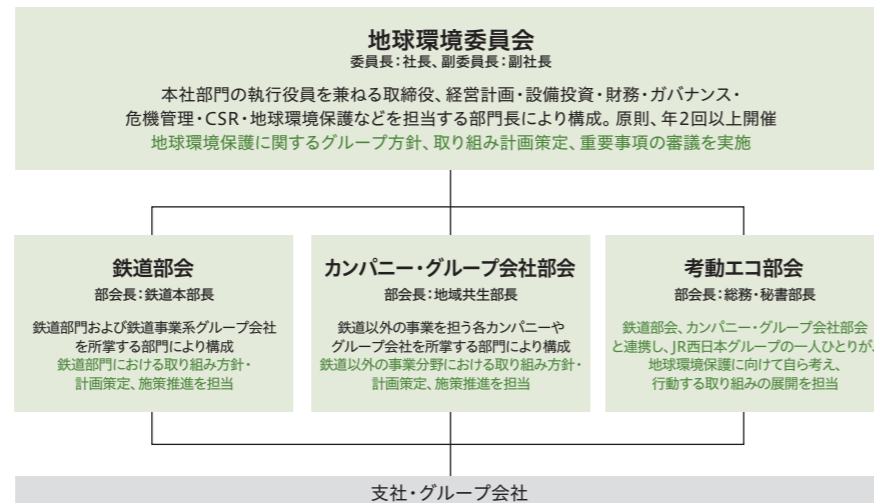 地球環境委員会
委員長：社長、副委員長：副社長
本社部門の執行役員を兼ねる取締役、経営計画・設備投資・財務・ガバナンス・
危機管理・CSR・地球環境保護などを担当する部門長により構成。原則、年2回以上開催
地球環境保護に関するグループ方針、取り組み計画策定、重要事項の審議を実施
鉄道部会
部会長：鉄道本部長
鉄道部門および鉄道事業系グループ会社
を所掌する部門により構成
鉄道部門における取り組み方針・
計画策定、施策推進を担当
カンパニー・グループ会社部会
部会長：地域共生部長
鉄道以外の事業を担う各カンパニーや
グループ会社を所掌する部門により構成
鉄道以外の事業分野における取り組み方針・
計画策定、施策推進を担当
考動エコ部会
部会長：総務・秘書部長
鉄道部会、カンパニー・グループ会社部会
と連携し、JR西日本グループの一人ひとりが、
地球環境保護に向けて自ら考え、
行動する取り組みの展開を担当
支社・グループ会社